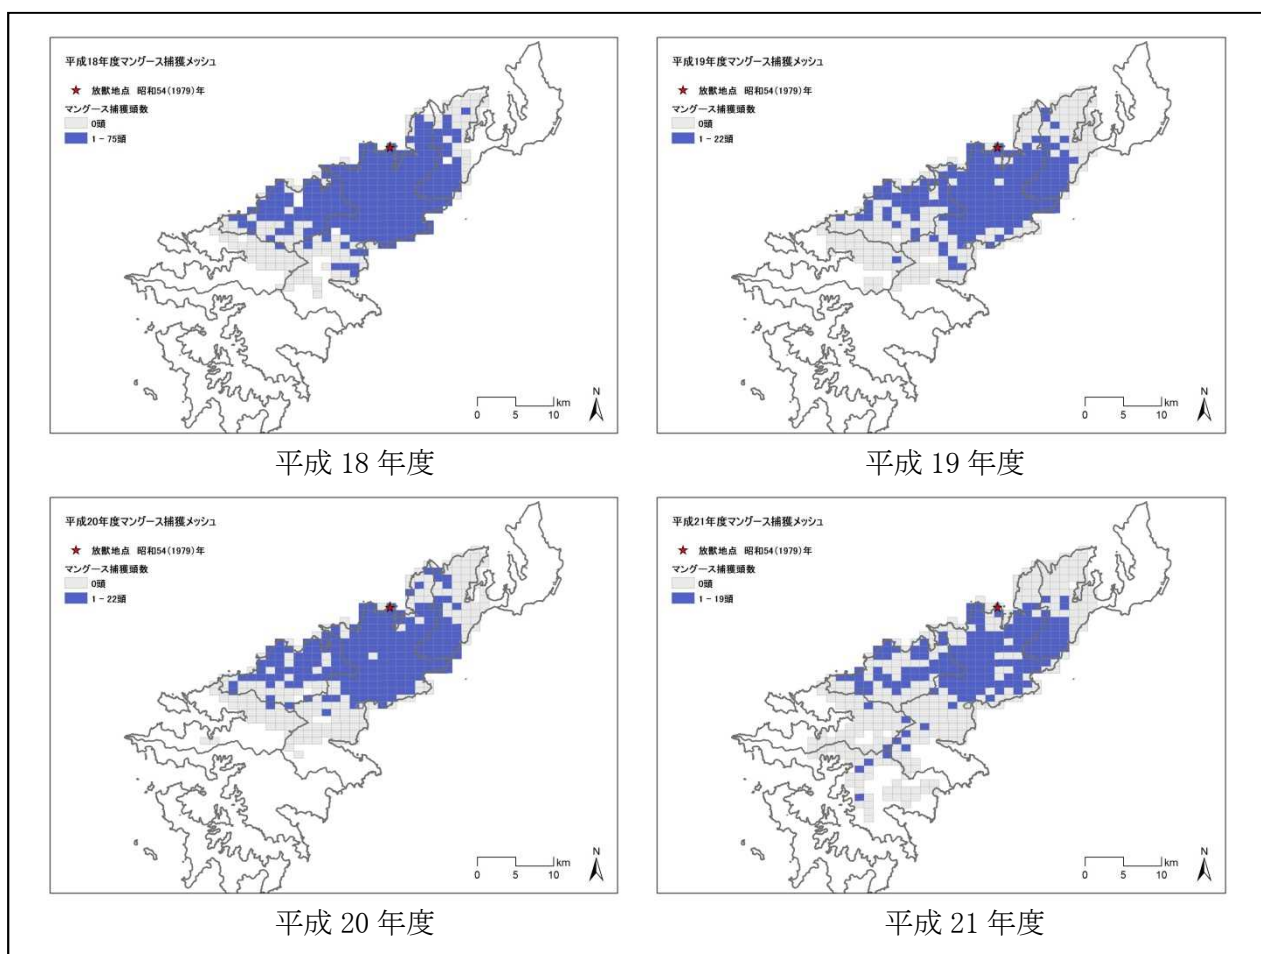 平成18年度マングース捕獲メッシュ
★ 放獣地点 昭和54(1979)年
マングース捕獲頭数
0頭
1 - 75頭
N
km
0 5 10
平成 18 年度
平成19年度マングース捕獲メッシュ
★ 放獣地点 昭和54(1979)年
マングース捕獲頭数
0頭
1 - 22頭
N
km
0 5 10
平成 19 年度
平成20年度マングース捕獲メッシュ
★ 放獣地点 昭和54(1979)年
マングース捕獲頭数
0頭
1 - 22頭
N
km
0 5 10
平成 20 年度
平成21年度マングース捕獲メッシュ
★ 放獣地点 昭和54(1979)年
マングース捕獲頭数
0頭
1 - 19頭
N
km
0 5 10
平成 21 年度